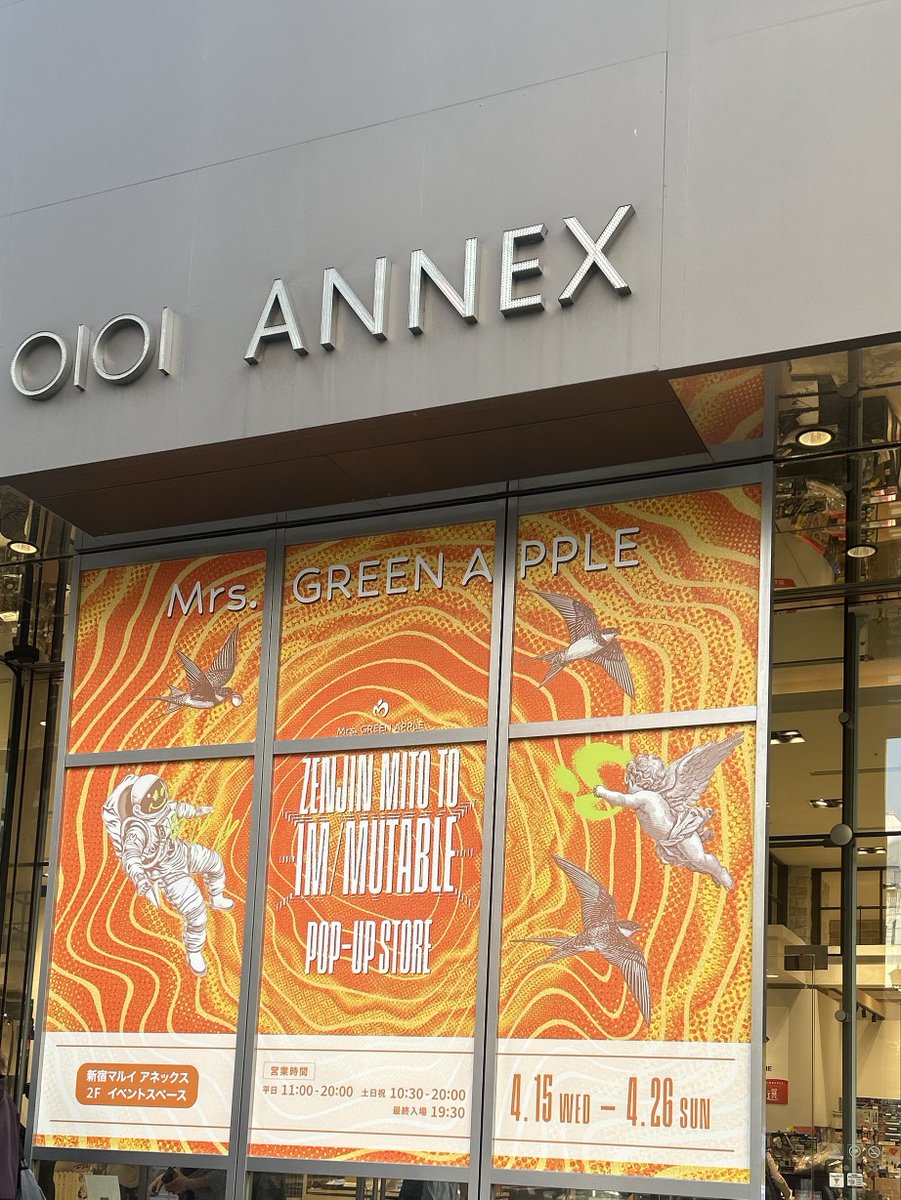 OIOI ANNEX
Mrs. GREEN APPLE
Mrs. GREEN APPLE
ZENJIN MITO TO
1M/MUTABLE
POP-UP STORE
新宿マルイ アネックス
2F イベントスペース
営業時間
平日 11:00-20:00 土日祝 10:30-20:00
最終入場 19:30
4.15 WED – 4.26 SUN